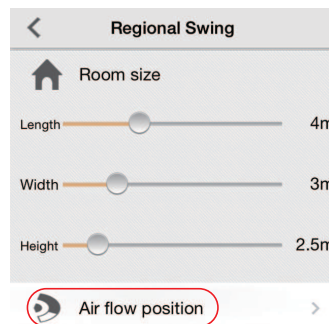 Regional Swing
Room size
Length 4m
Width 3m
Height 2.5m
Air flow position